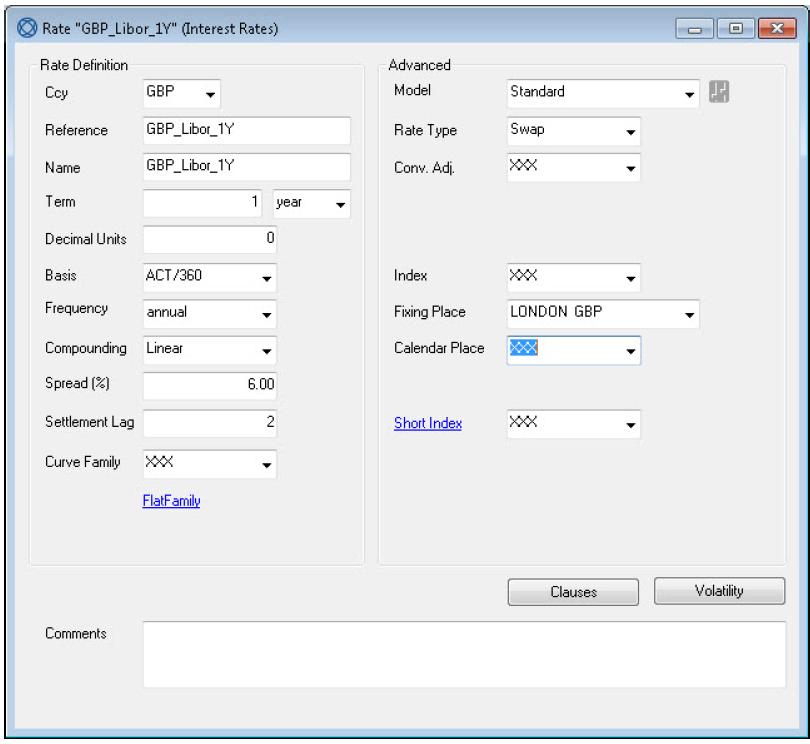 Rate "GBP_Libor_1Y" (Interest Rates)
Rate Definition
Ccy GBP
Reference GBP_Libor_1Y
Name GBP_Libor_1Y
Term 1 year
Decimal Units 0
Basis ACT/360
Frequency annual
Compounding Linear
Spread (%) 6.00
Settlement Lag 2
Curve Family XXX
FlatFamily
Advanced
Model Standard
Rate Type Swap
Conv. Adj. XXX
Index XXX
Fixing Place LONDON GBP
Calendar Place XXX
Short Index XXX
Clauses Volatility
Comments